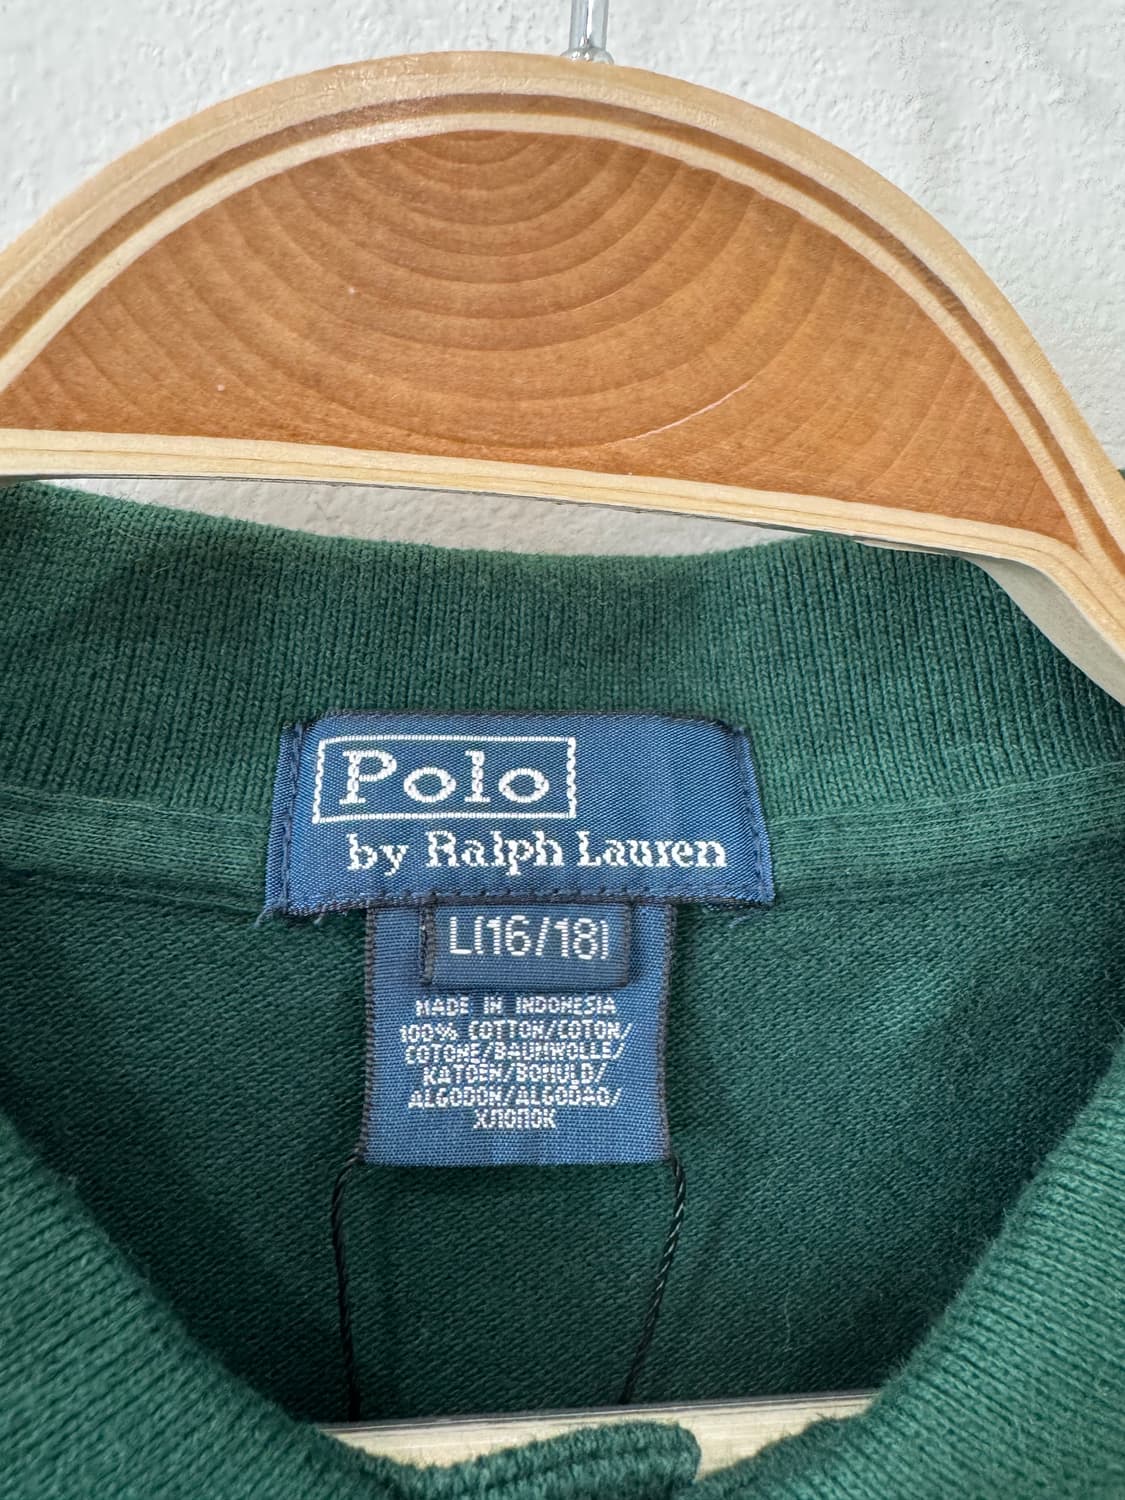 Polo
by Ralph Lauren
L(16/18)
MADE IN INDONESIA
100% COTTON/COTON/
COTONE/BAUMWOLLE/
KATOEN/BOMULD/
ALGODON/ALGODAO/
ХЛОПОК